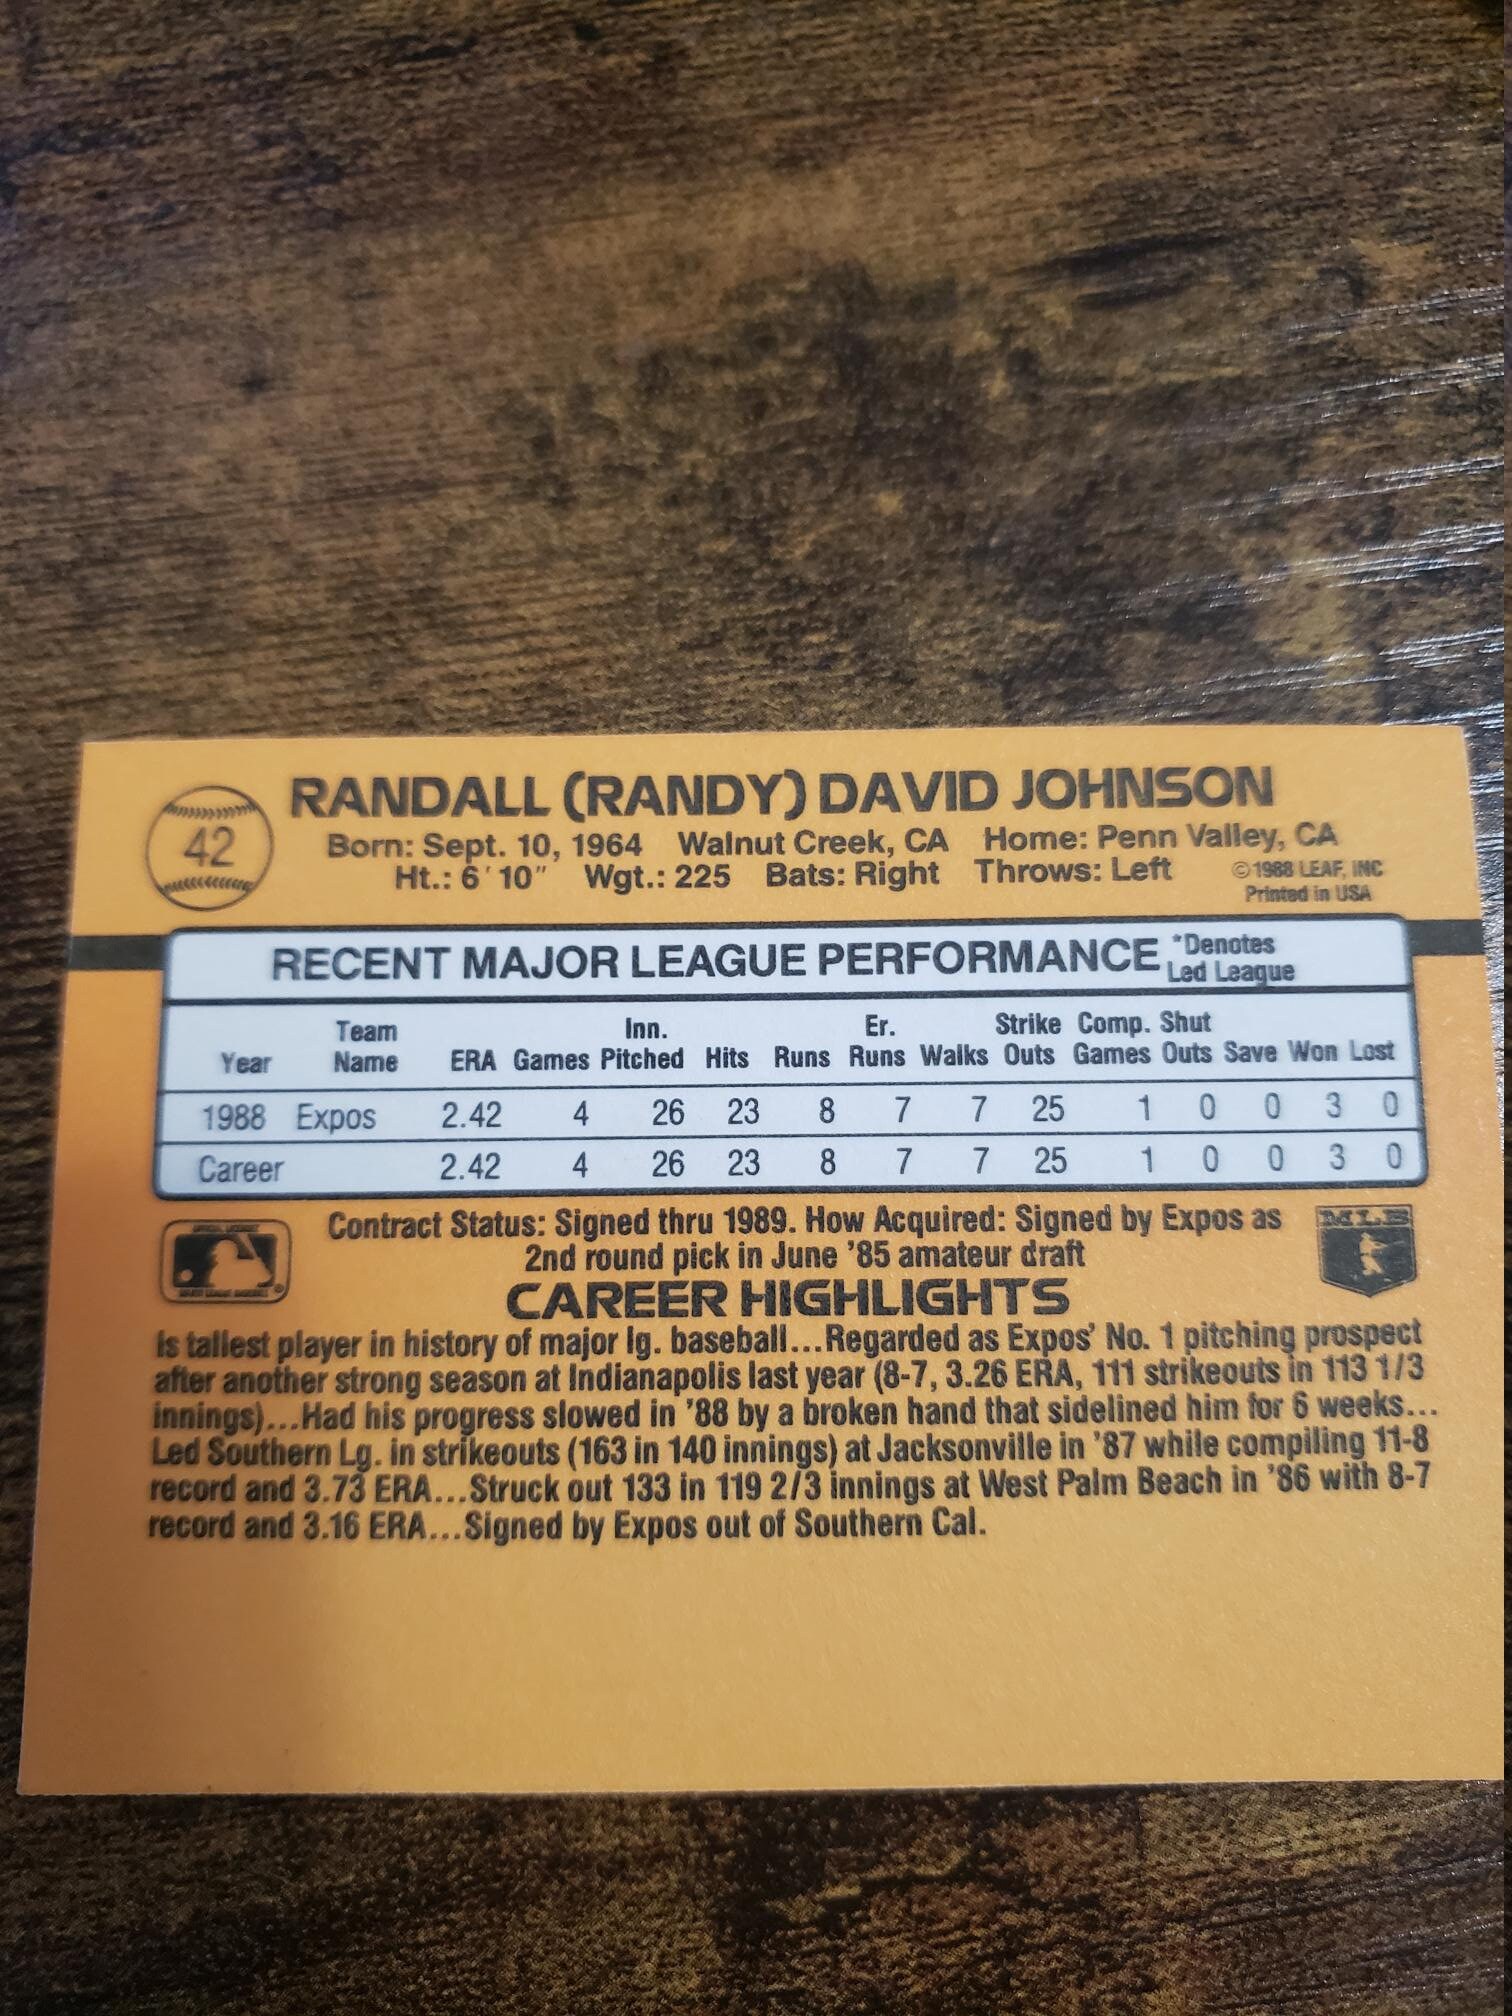 42
RANDALL (RANDY) DAVID JOHNSON
Born: Sept. 10, 1964 Walnut Creek, CA Home: Penn Valley, CA
Ht.: 6' 10" Wgt.: 225 Bats: Right Throws: Left
©1988 LEAF, INC
Printed in USA
RECENT MAJOR LEAGUE PERFORMANCE
*Denotes
Led League
Team Inn. Er. Strike Comp. Shut
Year Name ERA Games Pitched Hits Runs Runs Walks Outs Games Outs Save Won Lost
1988 Expos 2.42 4 26 23 8 7 7 25 1 0 0 3 0
Career 2.42 4 26 23 8 7 7 25 1 0 0 3 0
Contract Status: Signed thru 1989. How Acquired: Signed by Expos as
2nd round pick in June '85 amateur draft
MLB
CAREER HIGHLIGHTS
Is tallest player in history of major lg. baseball...Regarded as Expos' No. 1 pitching prospect
after another strong season at Indianapolis last year (8-7, 3.26 ERA, 111 strikeouts in 113 1/3
innings)...Had his progress slowed in '88 by a broken hand that sidelined him for 6 weeks...
Led Southern Lg. in strikeouts (163 in 140 innings) at Jacksonville in '87 while compiling 11-8
record and 3.73 ERA...Struck out 133 in 119 2/3 innings at West Palm Beach in '86 with 8-7
record and 3.16 ERA...Signed by Expos out of Southern Cal.